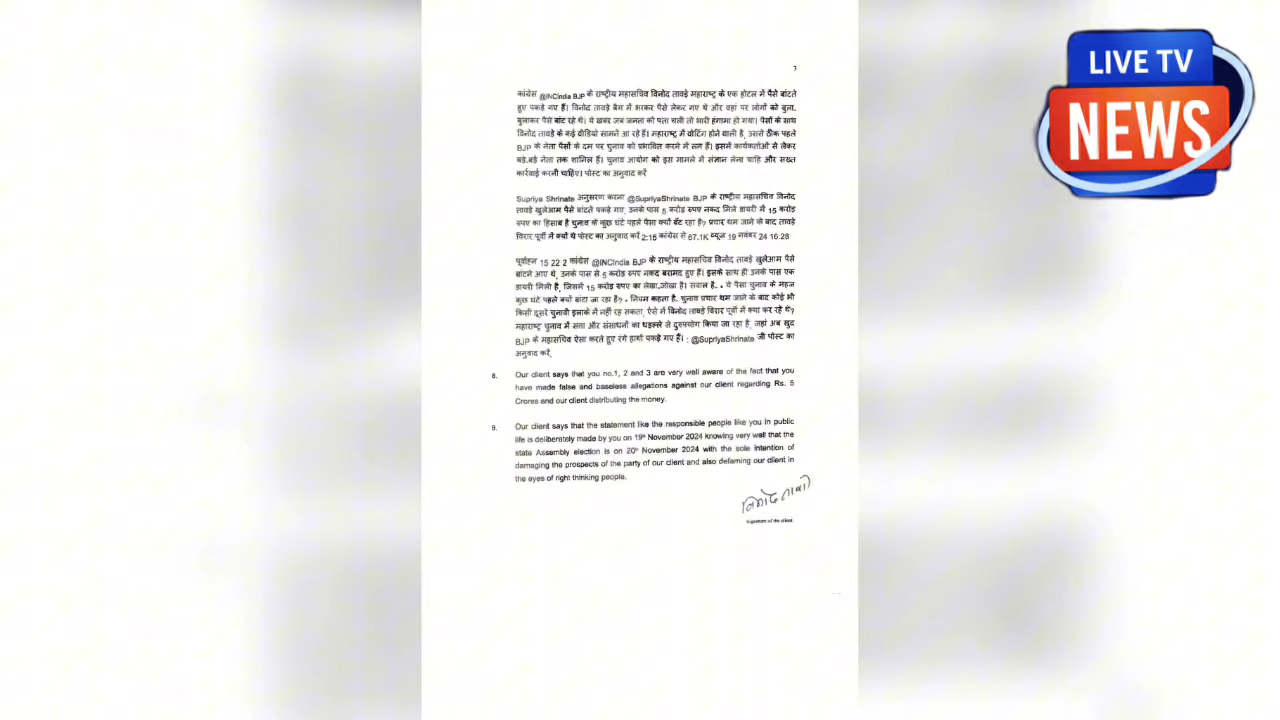 LIVE TV
NEWS
7
कांग्रेस @INCIndia BJP के राष्ट्रीय महासचिव विनोद तावड़े महाराष्ट्र के एक होटल में पैसे बांटते
हुए पकड़े गए हैं। विनोद तावड़े बैग में भरकर पैसे लेकर गए थे और वहां पर लोगों को बुला-
बुलाकर पैसे बांट रहे थे। ये खबर जब जनता को पता चली तो भारी हंगामा हो गया। पैसों के साथ
विनोद तावड़े के कई वीडियो सामने आ रहे हैं। महाराष्ट्र में वोटिंग होने वाली है, उससे ठीक पहले
BJP के नेता पैसों के दम पर चुनाव को प्रभावित करने में लगे हैं। इसमें कार्यकर्ताओं से लेकर
बड़े-बड़े नेता तक शामिल हैं। चुनाव आयोग को इस मामले में संज्ञान लेना चाहि और सख्त
कार्रवाई करनी चाहिए। पोस्ट का अनुवाद करें
Supriya Shrinate अनुसरण करना @SupriyaShrinate BJP के राष्ट्रीय महासचिव विनोद
तावड़े खुलेआम पैसे बांटते पकड़े गए, उनके पास 5 करोड़ रुपए नकद मिले डायरी में 15 करोड़
रुपए का हिसाब है चुनाव के कुछ घंटे पहले पैसा क्यों बँट रहा है? प्रचार थम जाने के बाद तावड़े
विरार पूर्वी में क्यों थे पोस्ट का अनुवाद करें 2:15 कांग्रेस से 67.1K व्यून 19 नवंबर 24 16:28
पूर्वाह्न 15 22 2 कांग्रेस @INCIndia BJP के राष्ट्रीय महासचिव विनोद तावड़े खुलेआम पैसे
बांटने आए थे, उनके पास से 5 करोड़ रुपए नकद बरामद हुए हैं। इसके साथ ही उनके पास एक
डायरी मिली है, जिसमें 15 करोड़ रुपए का लेखा-जोखा है। सवाल है- • ये पैसा चुनाव के महज
कुछ घंटे पहले क्यों बांटा जा रहा है? • नियम कहता है- चुनाव प्रचार थम जाने के बाद कोई भी
किसी दूसरे चुनावी इलाके में नहीं रह सकता, ऐसे में विनोद तावड़े विरार पूर्वी में क्या कर रहे थे?
महाराष्ट्र चुनाव में सत्ता और संसाधनों का धड़ल्ले से दुरुपयोग किया जा रहा है, जहां अब खुद
BJP के महासचिव ऐसा करते हुए रंगे हाथों पकड़े गए हैं। : @SupriyaShrinate जी पोस्ट का
अनुवाद करें,
8. Our client says that you no.1, 2 and 3 are very well aware of the fact that you
have made false and baseless allegations against our client regarding Rs. 5
Crores and our client distributing the money.
9. Our client says that the statement like the responsible people like you in public
life is deliberately made by you on 19th November 2024 knowing very well that the
state Assembly election is on 20th November 2024 with the sole intention of
damaging the prospects of the party of our client and also defaming our client in
the eyes of right thinking people.
विनोद तावडे
Signature of the client